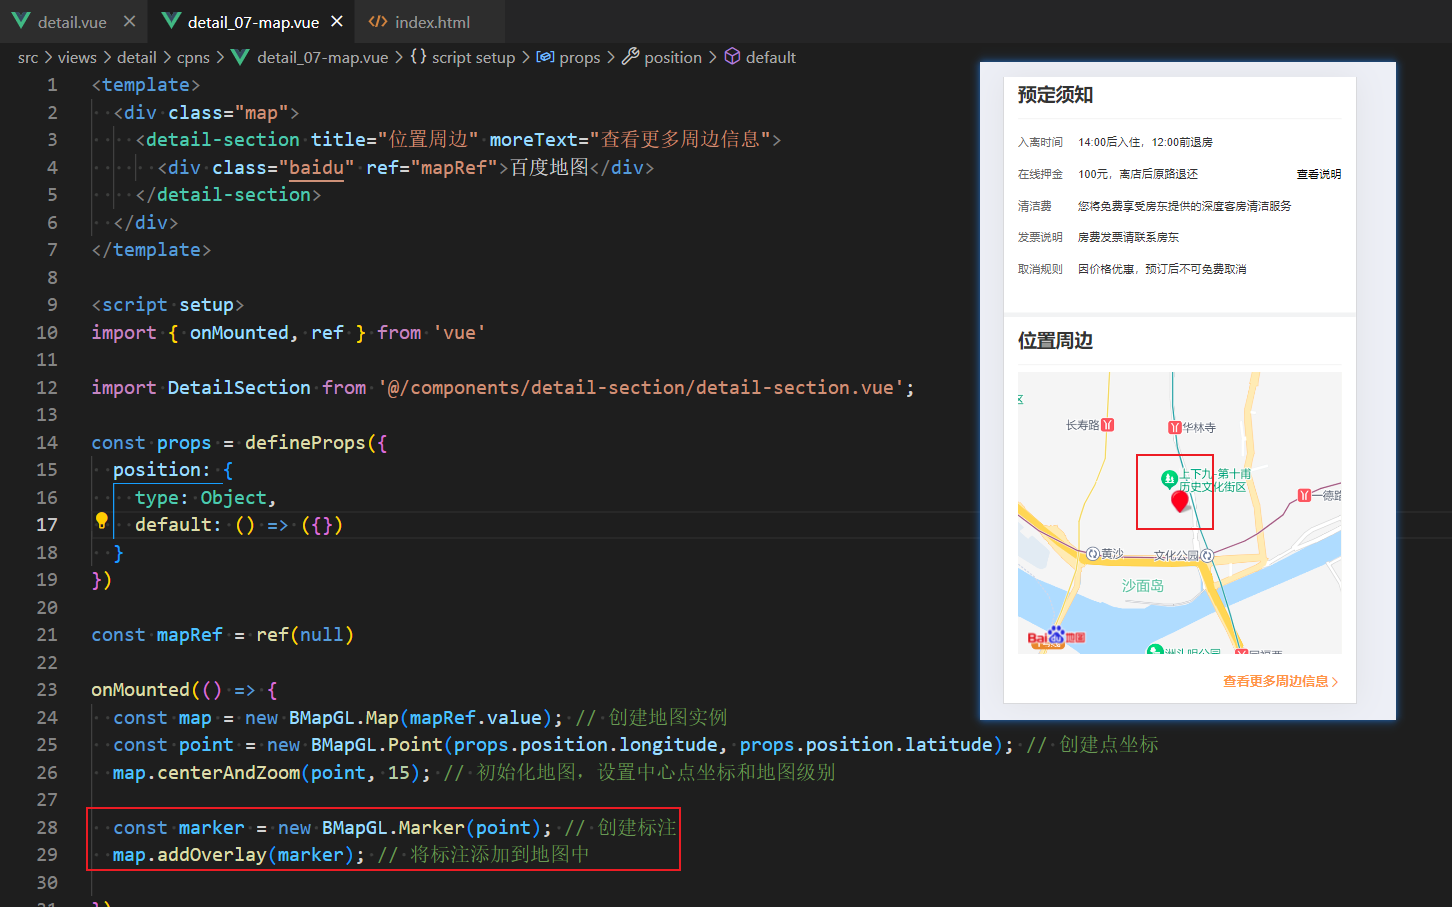 detail.vue
detail_07-map.vue
index.html
src > views > detail > cpns > detail_07-map.vue > {} script setup > props > position > default
1 <template>
2 <div class="map">
3 <detail-section title="位置周边" moreText="查看更多周边信息">
4 <div class="baidu" ref="mapRef">百度地图</div>
5 </detail-section>
6 </div>
7 </template>
8
9 <script setup>
10 import { onMounted, ref } from 'vue'
11
12 import DetailSection from '@/components/detail-section/detail-section.vue';
13
14 const props = defineProps({
15 position: {
16 type: Object,
17 default: () => ({})
18 }
19 })
20
21 const mapRef = ref(null)
22
23 onMounted(() => {
24 const map = new BMapGL.Map(mapRef.value); // 创建地图实例
25 const point = new BMapGL.Point(props.position.longitude, props.position.latitude); // 创建点坐标
26 map.centerAndZoom(point, 15); // 初始化地图，设置中心点坐标和地图级别
27
28 const marker = new BMapGL.Marker(point); // 创建标注
29 map.addOverlay(marker); // 将标注添加到地图中
30
预定须知
入离时间 14:00后入住，12:00前退房
在线押金 100元，离店后原路退还 查看说明
清洁费 您将免费享受房东提供的深度客房清洁服务
发票说明 房费发票请联系房东
取消规则 因价格优惠，预订后不可免费取消
位置周边
区
长寿路
华林寺
上下九-第十甫
历史文化街区
一德路
黄沙
文化公园
沙面岛
Bai du 地图
查看更多周边信息 >